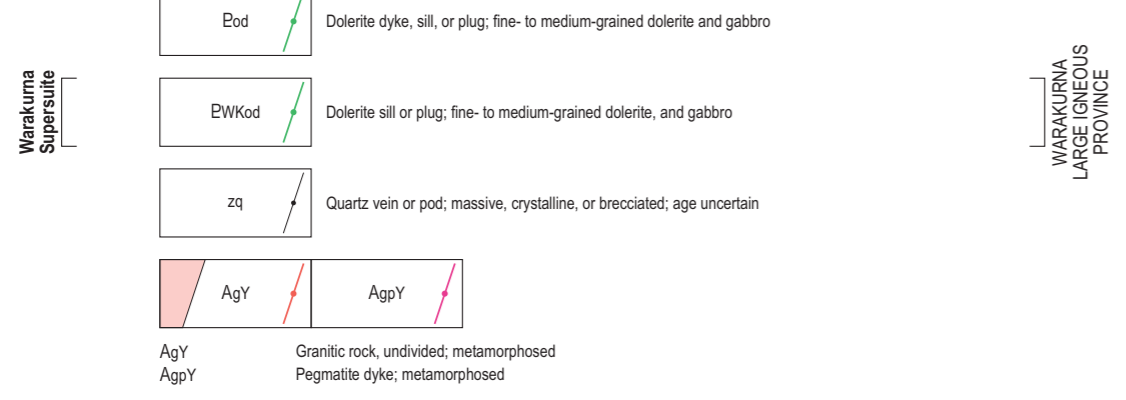 Ƥod
Dolerite dyke, sill, or plug; fine- to medium-grained dolerite and gabbro
Warakurna
Supersuite
ƤWKod
Dolerite sill or plug; fine- to medium-grained dolerite, and gabbro
WARAKURNA
LARGE IGNEOUS
PROVINCE
zq
Quartz vein or pod; massive, crystalline, or brecciated; age uncertain
AgY
AgpY
AgY Granitic rock, undivided; metamorphosed
AgpY Pegmatite dyke; metamorphosed